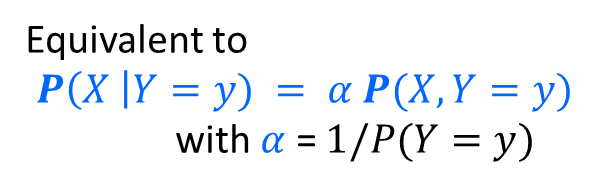 Equivalent to
P(X |Y = y) = α P(X, Y = y)
with α = 1/P(Y = y)